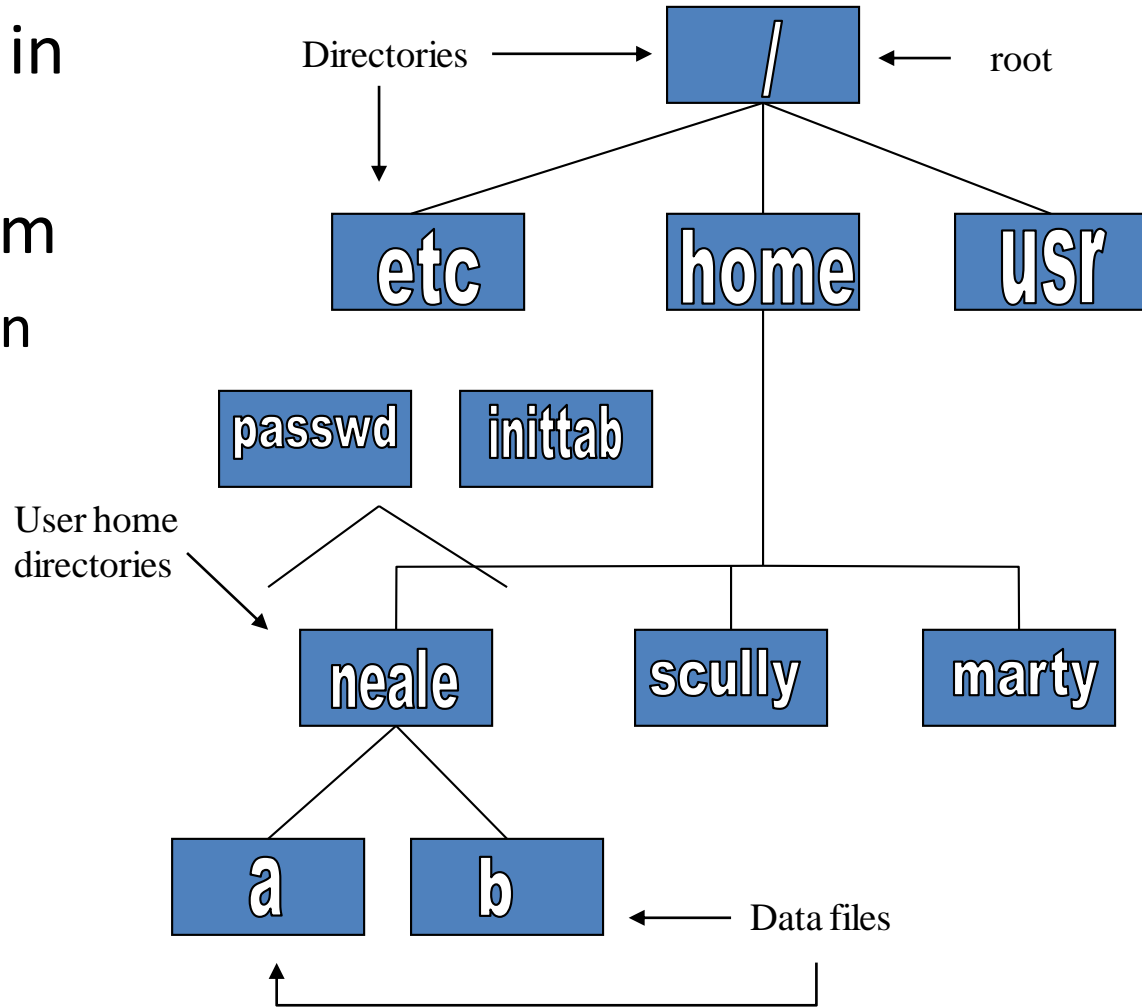 in
Directories
/
root
m
etc
home
usr
n
passwd
inittab
User home
directories
neale
scully
marty
a
b
Data files